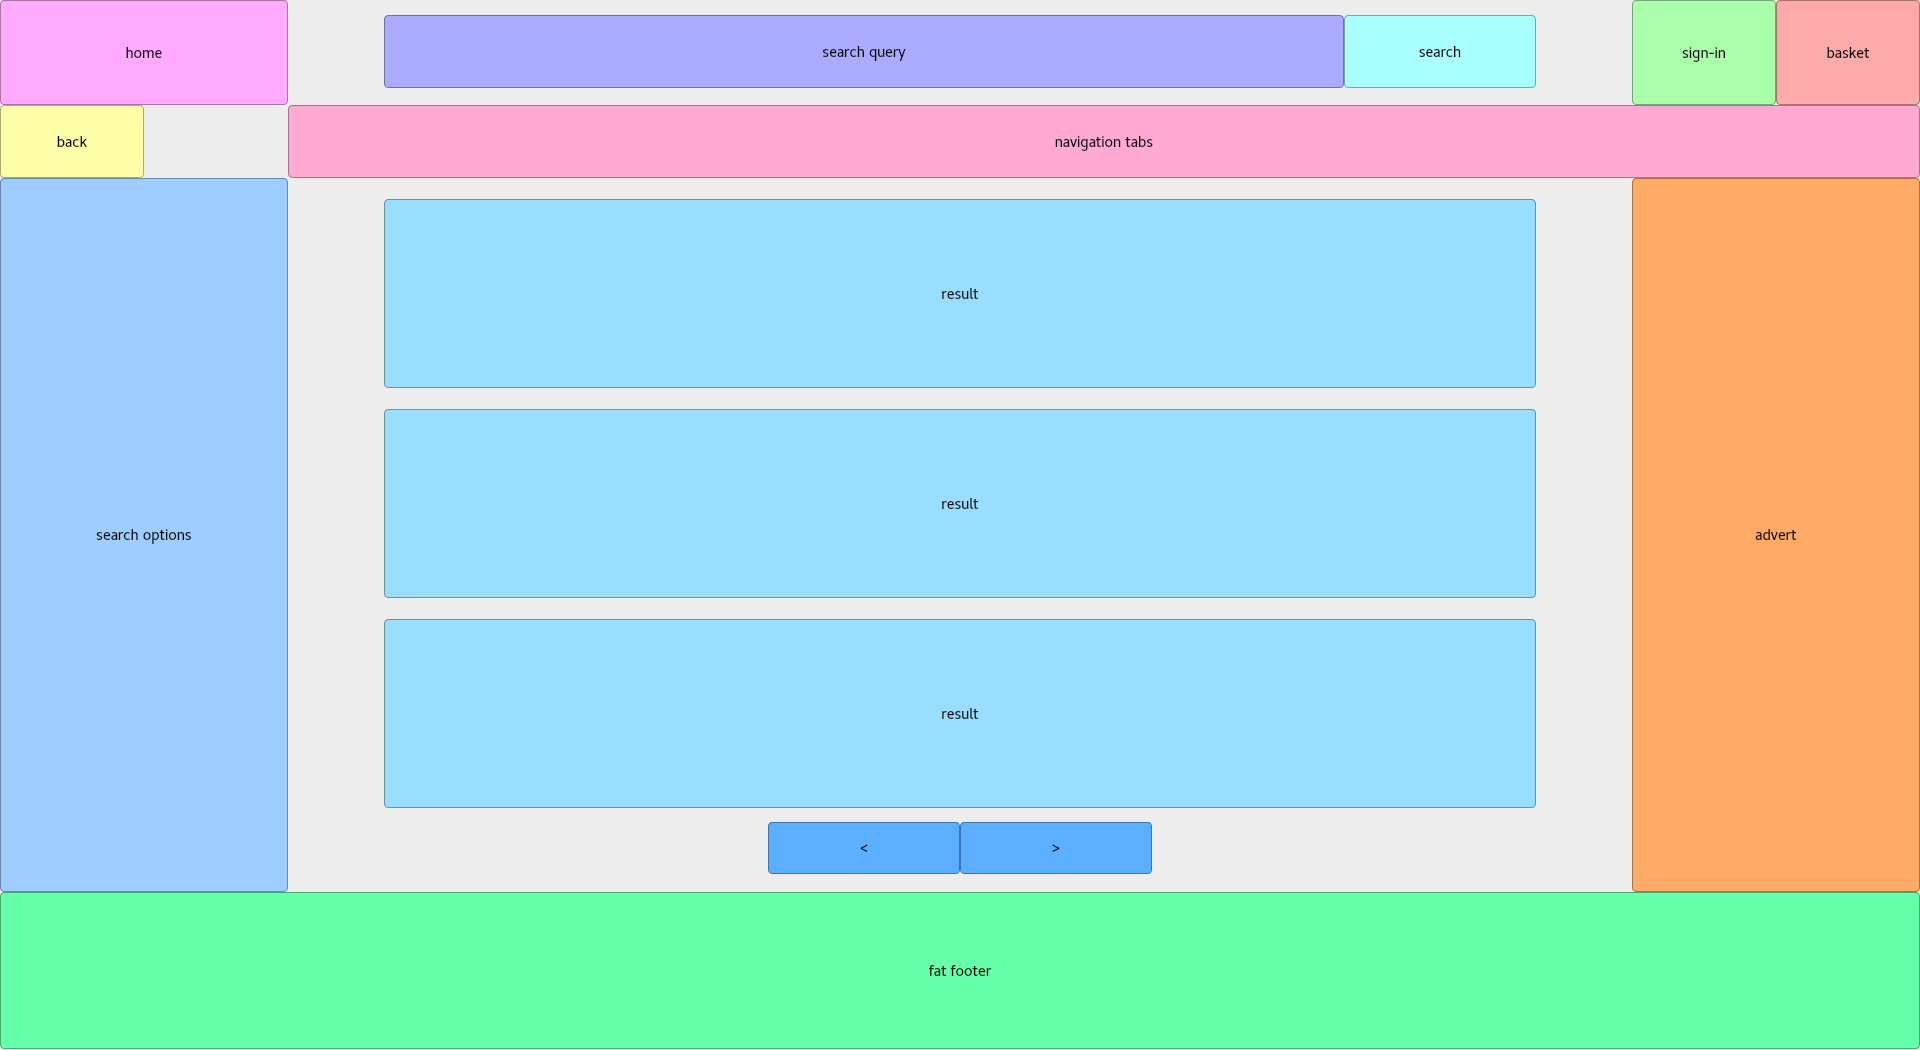 home
search query
search
sign-in
basket
back
navigation tabs
search options
result
result
result
advert
<
>
fat footer